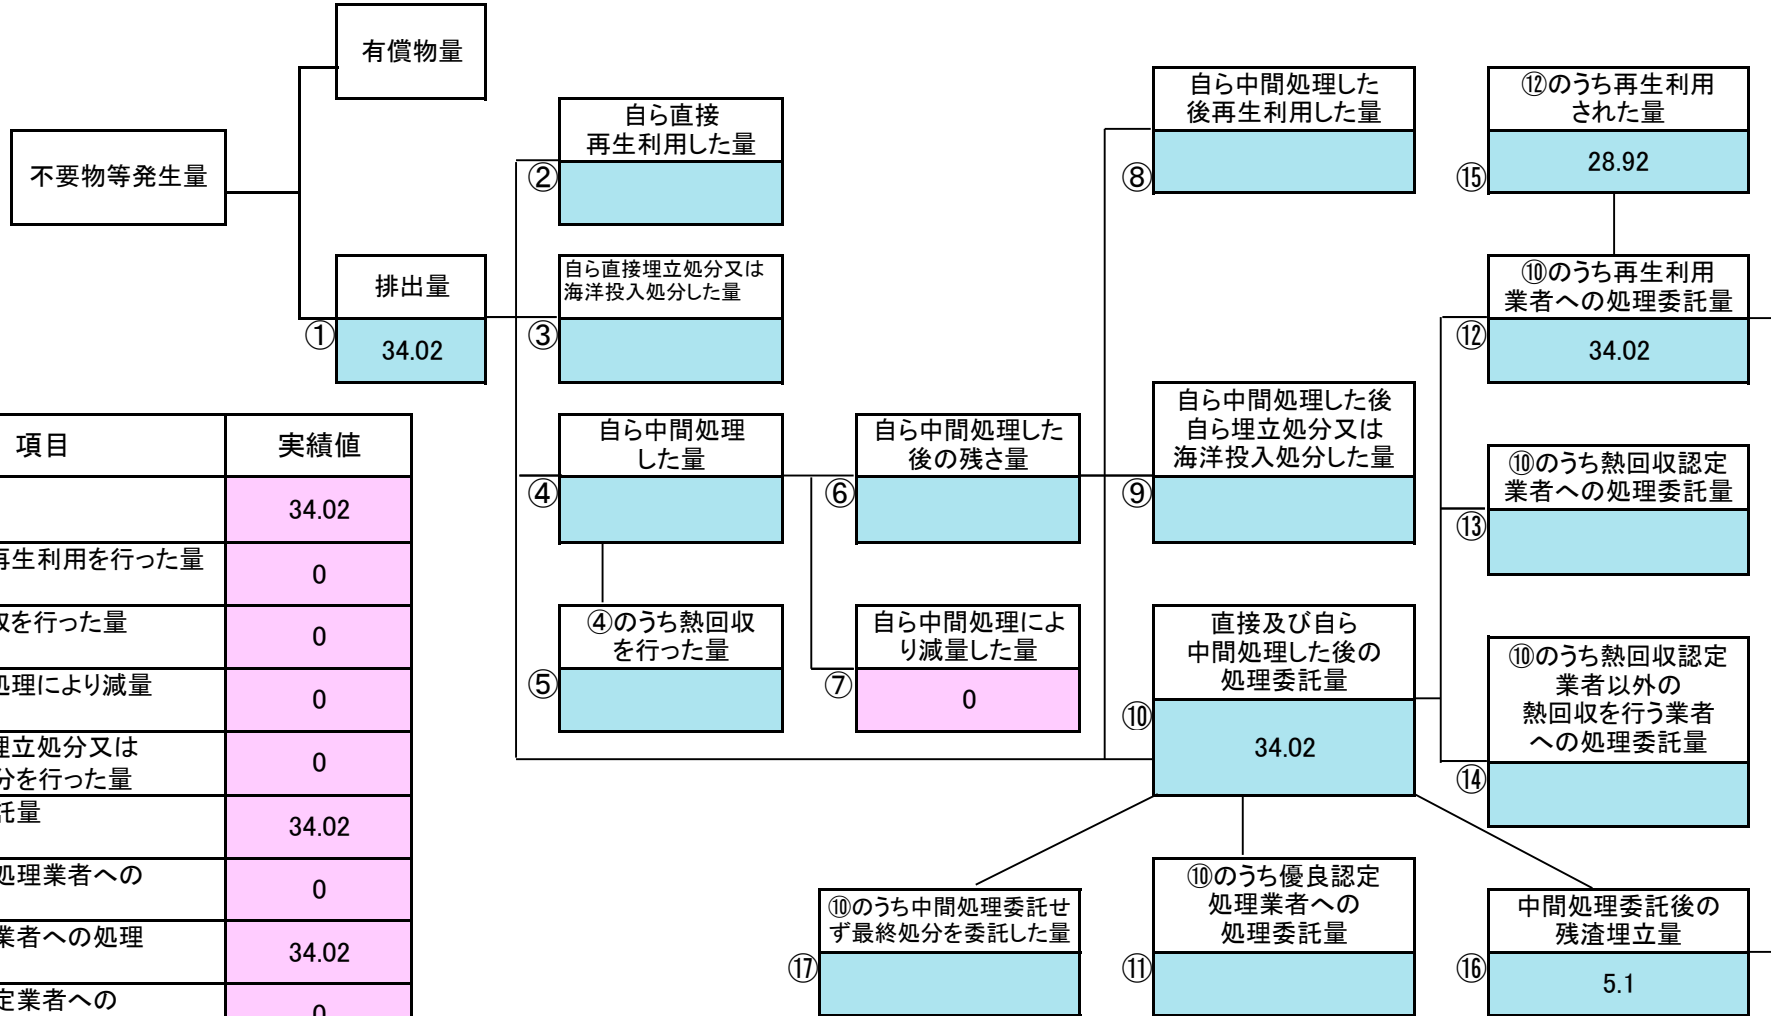 有償物量
不要物等発生量
排出量
①
34.02
自ら直接
再生利用した量
②
自ら直接埋立処分又は
海洋投入処分した量
③
自ら中間処理
した量
④
④のうち熱回収
を行った量
⑤
自ら中間処理した
後の残さ量
⑥
自ら中間処理によ
り減量した量
⑦
0
自ら中間処理した
後再生利用した量
⑧
自ら中間処理した後
自ら埋立処分又は
海洋投入処分した量
⑨
直接及び自ら
中間処理した後の
処理委託量
⑩
34.02
⑫のうち再生利用
された量
⑮
28.92
⑩のうち再生利用
業者への処理委託量
⑫
34.02
⑩のうち熱回収認定
業者への処理委託量
⑬
⑩のうち熱回収認定
業者以外の
熱回収を行う業者
への処理委託量
⑭
⑩のうち中間処理委託せ
ず最終処分を委託した量
⑰
⑩のうち優良認定
処理業者への
処理委託量
⑪
中間処理委託後の
残渣埋立量
⑯
5.1
項目 実績値
34.02
再生利用を行った量 0
収を行った量 0
処理により減量 0
埋立処分又は
分を行った量 0
託量 34.02
処理業者への 0
業者への処理 34.02
定業者への 0